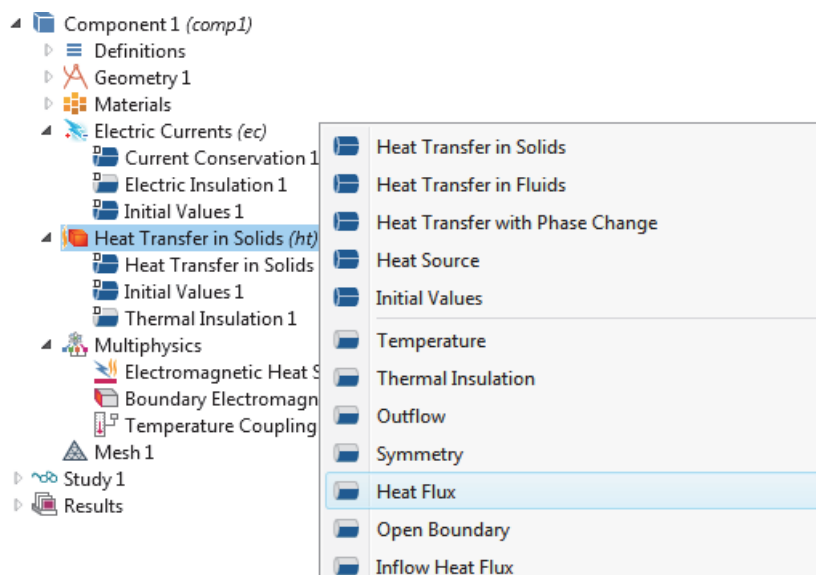 Component 1 (comp1)
Definitions
Geometry 1
Materials
Electric Currents (ec)
Current Conservation 1
Electric Insulation 1
Initial Values 1
Heat Transfer in Solids (ht)
Heat Transfer in Solids
Initial Values 1
Thermal Insulation 1
Multiphysics
Electromagnetic Heat S
Boundary Electromagn
Temperature Coupling
Mesh 1
Study 1
Results
Heat Transfer in Solids
Heat Transfer in Fluids
Heat Transfer with Phase Change
Heat Source
Initial Values
Temperature
Thermal Insulation
Outflow
Symmetry
Heat Flux
Open Boundary
Inflow Heat Flux